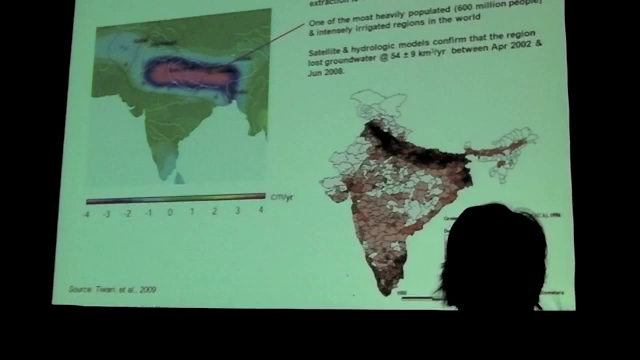 extraction is
One of the most heavily populated (600 million people)
& intensely irrigated regions in the world
Satellite & hydrologic models confirm that the region
lost groundwater @ 54 ± 9 km³/yr between Apr 2002 &
Jun 2008.
cm/yr
-4 -3 -2 -1 0 1 2 3 4
Source: Tiwari, et al., 2009